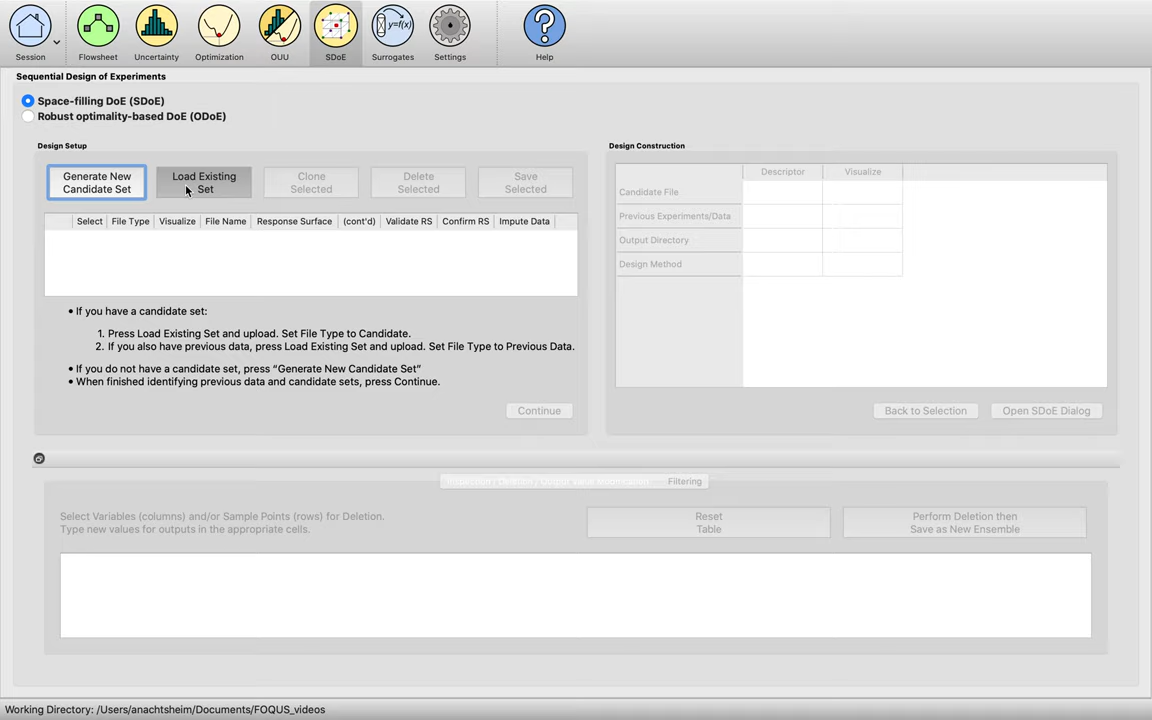 y=f(x)
?
Session
Flowsheet
Uncertainty
Optimization
OUU
SDoE
Surrogates
Settings
Help
Sequential Design of Experiments
Space-filling DoE (SDoE)
Robust optimality-based DoE (ODoE)
Design Setup
Generate New
Candidate Set
Load Existing
Set
Clone
Selected
Delete
Selected
Save
Selected
Select File Type Visualize File Name Response Surface (cont'd) Validate RS Confirm RS Impute Data
• If you have a candidate set:
1. Press Load Existing Set and upload. Set File Type to Candidate.
2. If you also have previous data, press Load Existing Set and upload. Set File Type to Previous Data.
• If you do not have a candidate set, press "Generate New Candidate Set"
• When finished identifying previous data and candidate sets, press Continue.
Continue
Design Construction
Descriptor Visualize
Candidate File
Previous Experiments/Data
Output Directory
Design Method
Back to Selection
Open SDoE Dialog
Inspection / Deletion / Output Value Modification
Filtering
Select Variables (columns) and/or Sample Points (rows) for Deletion.
Type new values for outputs in the appropriate cells.
Reset
Table
Perform Deletion then
Save as New Ensemble
Working Directory: /Users/anachtsheim/Documents/FOQUS_videos